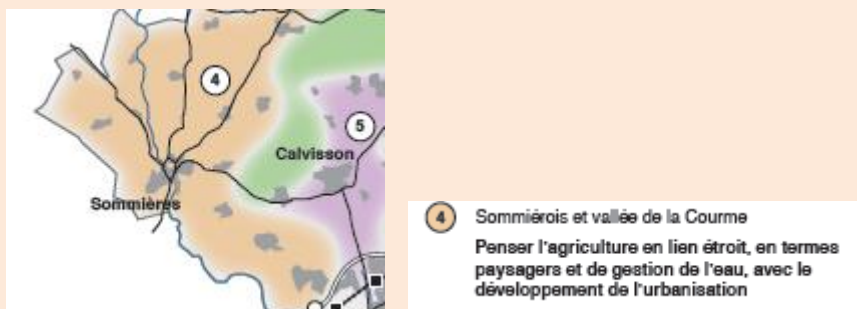 4
5
Calvisson
Sommières
4 Sommiérois et vallée de la Courme
Penser l'agriculture en lien étroit, en termes
paysagers et de gestion de l'eau, avec le
développement de l'urbanisation